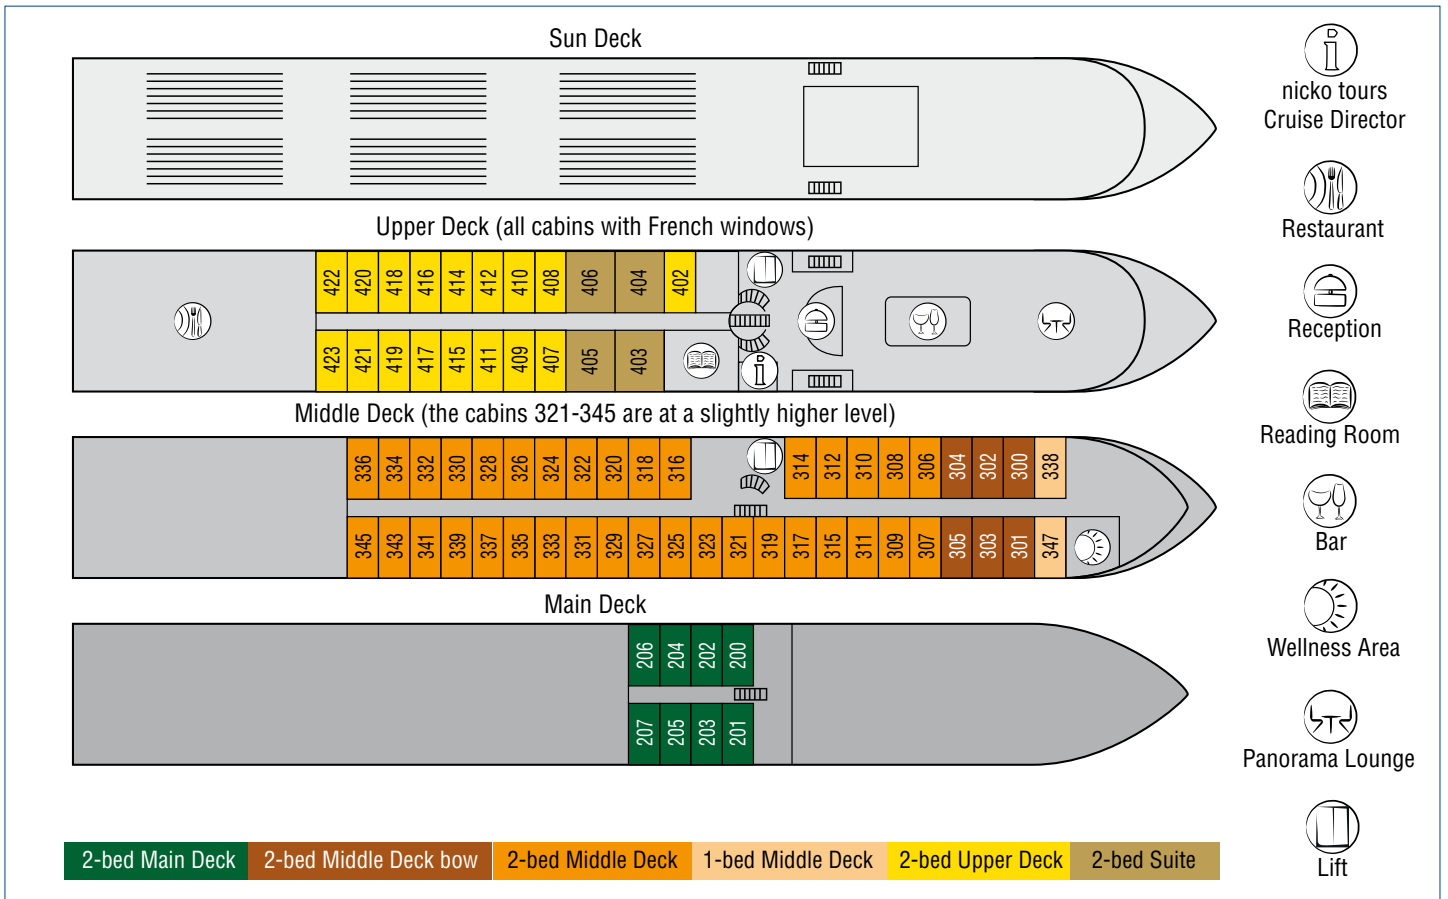 Sun Deck
Upper Deck (all cabins with French windows)
422 420 418 416 414 412 410 408 406 404 402
423 421 419 417 415 411 409 407 405 403
Middle Deck (the cabins 321-345 are at a slightly higher level)
336 334 332 330 328 326 324 322 320 318 316 314 312 310 308 306 304 302 300 338
345 343 341 339 337 335 333 331 329 327 325 323 321 319 317 315 311 309 307 305 303 301 347
Main Deck
206 204 202 200
207 205 203 201
2-bed Main Deck 2-bed Middle Deck bow 2-bed Middle Deck 1-bed Middle Deck 2-bed Upper Deck 2-bed Suite
nicko tours
Cruise Director
Restaurant
Reception
Reading Room
Bar
Wellness Area
Panorama Lounge
Lift